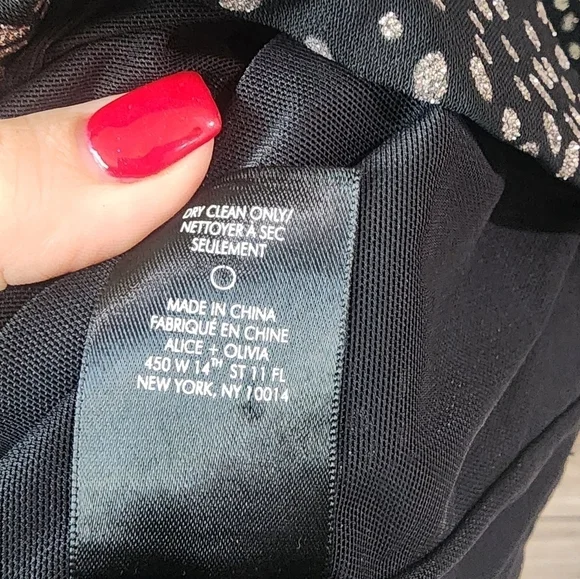 DRY CLEAN ONLY/
NETTOYER À SEC
SEULEMENT
MADE IN CHINA
FABRIQUÉ EN CHINE
ALICE + OLIVIA
450 W 14TH ST 11 FL
NEW YORK, NY 10014